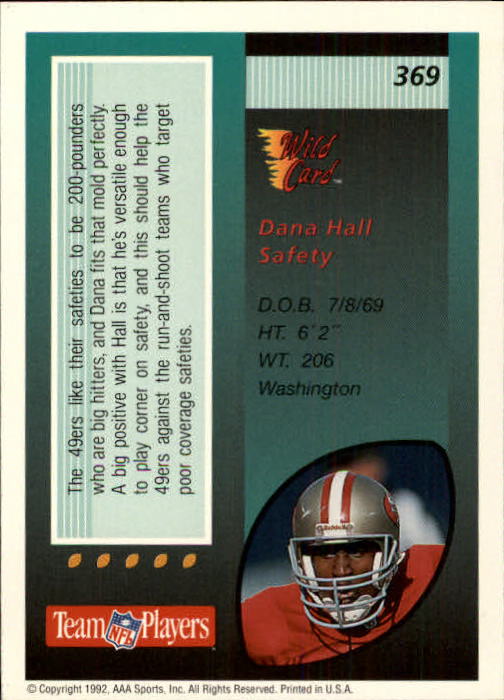 369
Wild
Card™
Dana Hall
Safety
D.O.B. 7/8/69
HT. 6'2"
WT. 206
Washington
The 49ers like their safeties to be 200-pounders
who are big hitters, and Dana fits that mold perfectly.
A big positive with Hall is that he's versatile enough
to play corner on safety, and this should help the
49ers against the run-and-shoot teams who target
poor coverage safeties.
Riddell
Team NFL Players
© Copyright 1992, AAA Sports, Inc. All Rights Reserved. Printed in U.S.A.